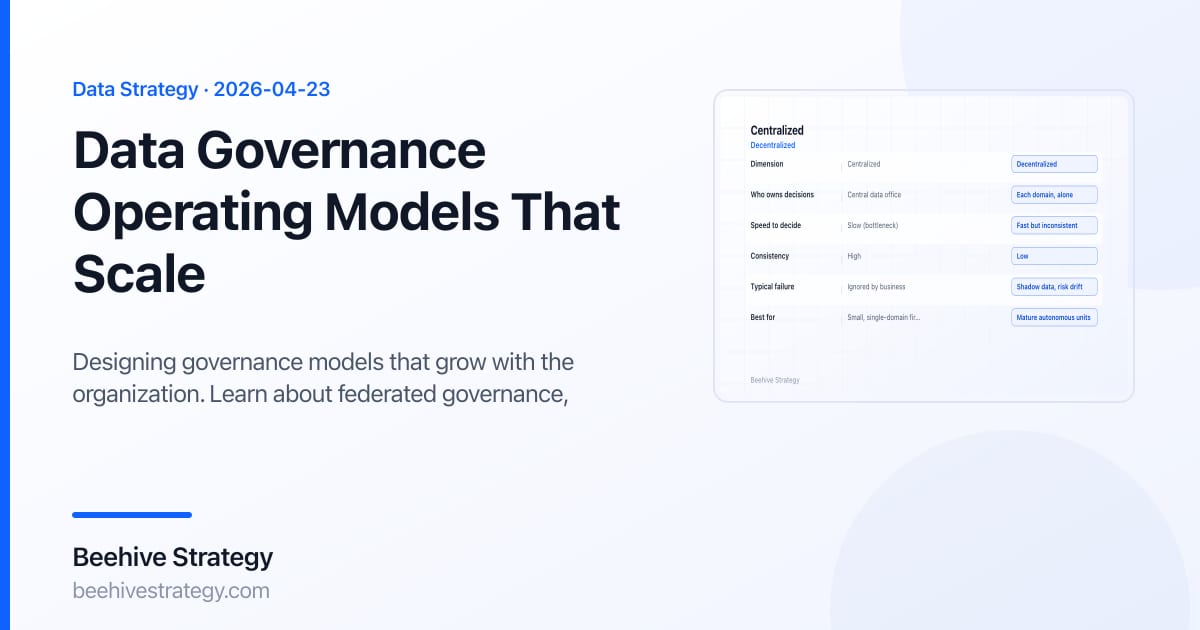 Data Strategy · 2026-04-23
Data Governance
Operating Models That
Scale
Designing governance models that grow with the
organization. Learn about federated governance,
Beehive Strategy
beehivestrategy.com
Centralized
Decentralized
Dimension Centralized Decentralized
Who owns decisions Central data office Each domain, alone
Speed to decide Slow (bottleneck) Fast but inconsistent
Consistency High Low
Typical failure Ignored by business Shadow data, risk drift
Best for Small, single-domain fir... Mature autonomous units
Beehive Strategy